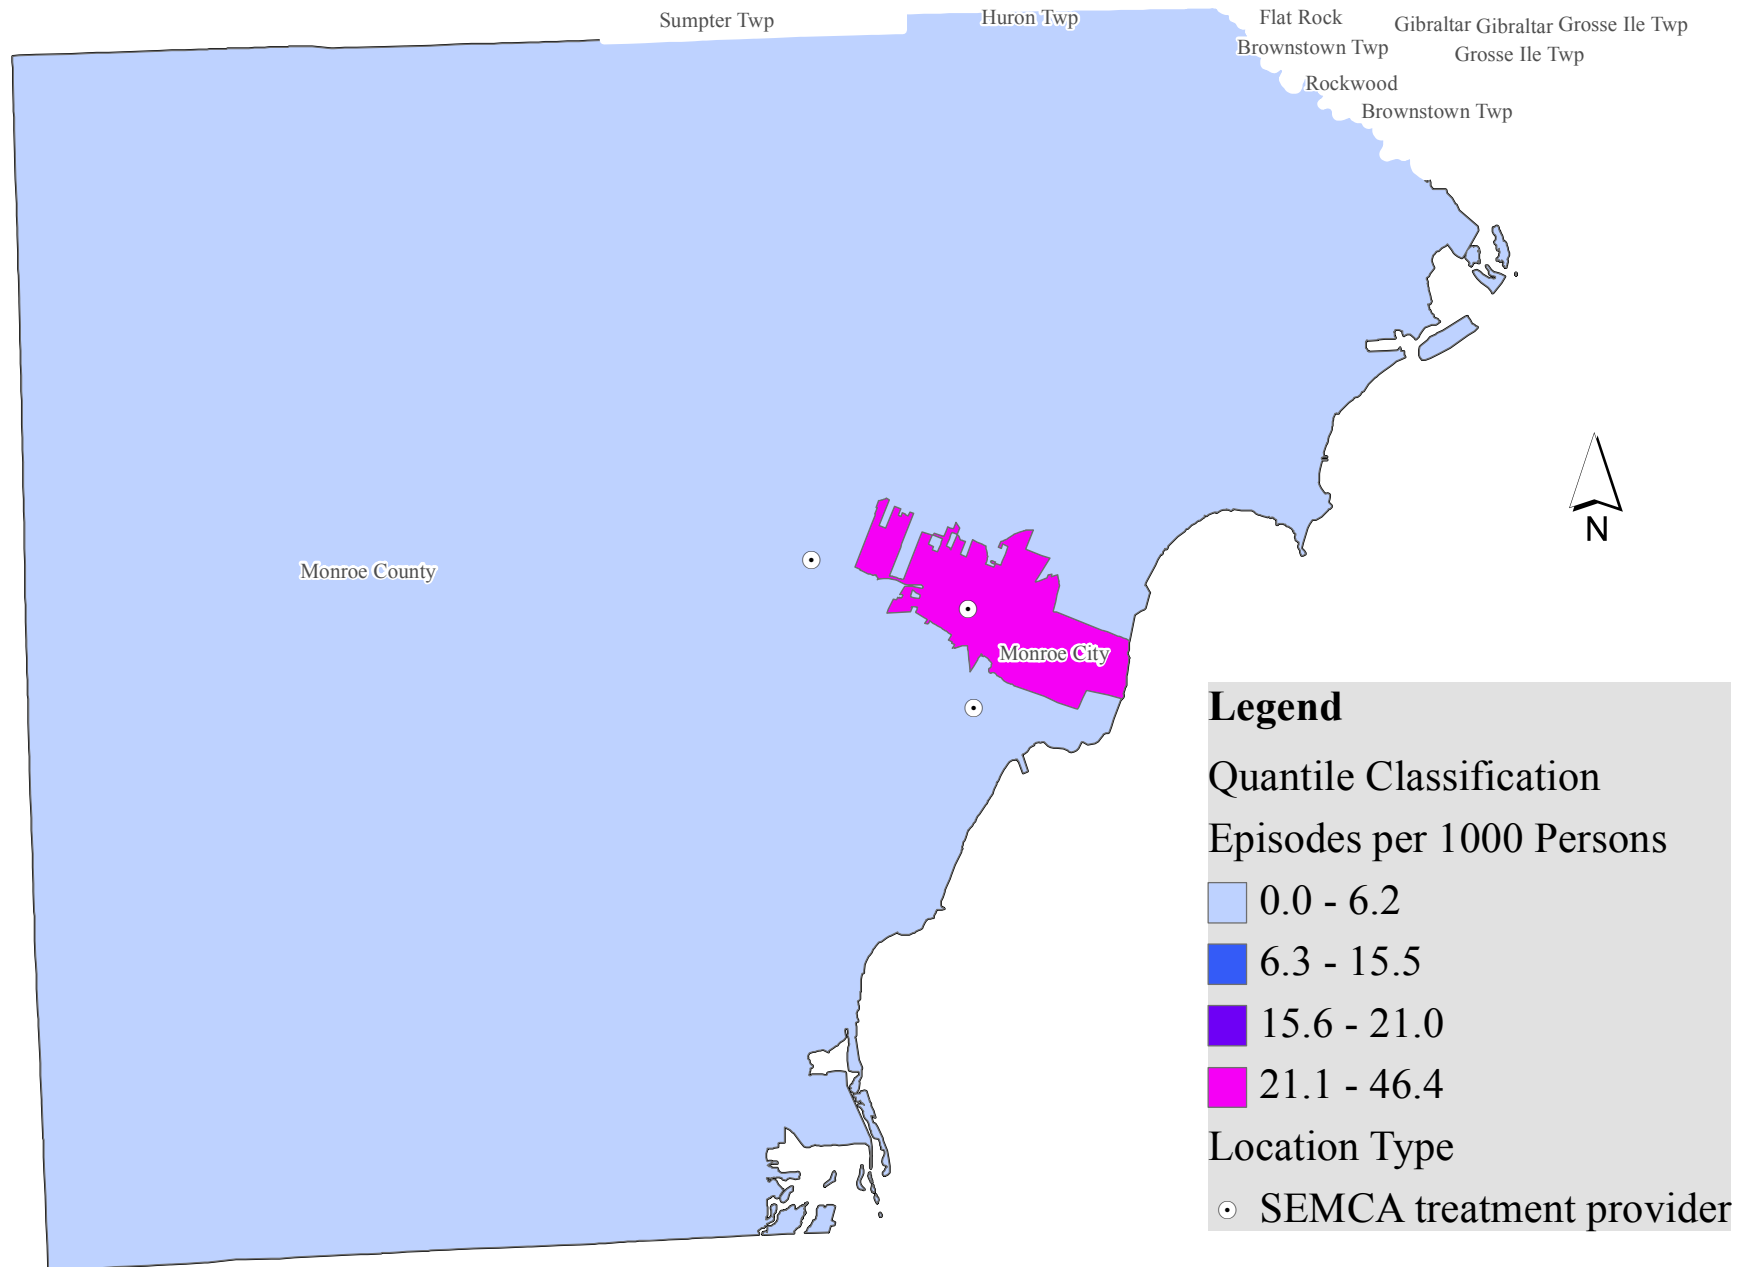 Sumpter Twp
Huron Twp
Flat Rock
Gibraltar Gibraltar Grosse Ile Twp
Brownstown Twp
Grosse Ile Twp
Rockwood
Brownstown Twp
N
Monroe County
Monroe City
Legend
Quantile Classification
Episodes per 1000 Persons
0.0 - 6.2
6.3 - 15.5
15.6 - 21.0
21.1 - 46.4
Location Type
SEMCA treatment provider